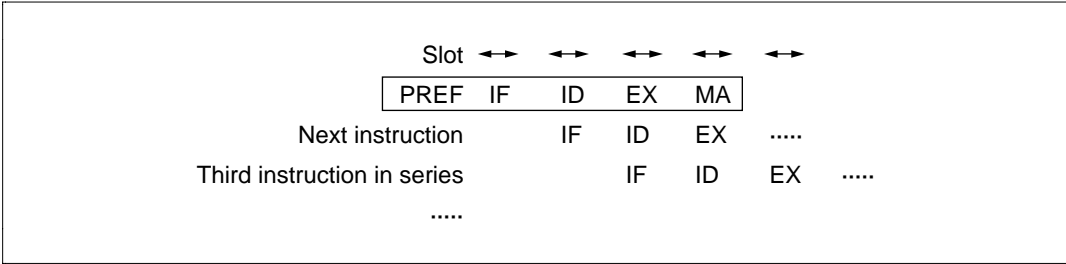 Slot
PREF IF ID EX MA
Next instruction IF ID EX .....
Third instruction in series IF ID EX .....
.....